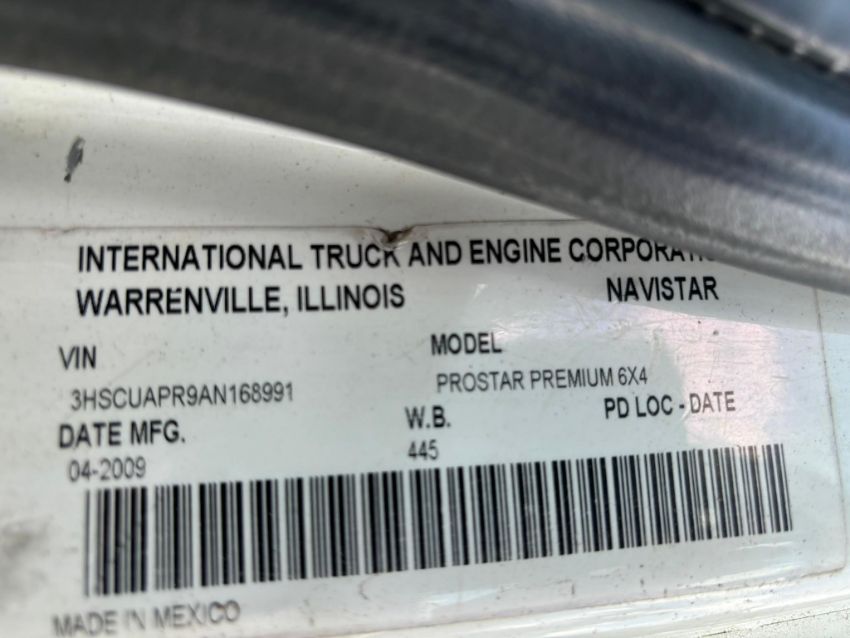 INTERNATIONAL TRUCK AND ENGINE CORPORATI
WARRENVILLE, ILLINOIS NAVISTAR
VIN MODEL
3HSCUAPR9AN168991 PROSTAR PREMIUM 6X4
DATE MFG. W.B. PD LOC - DATE
04-2009 445
MADE IN MEXICO